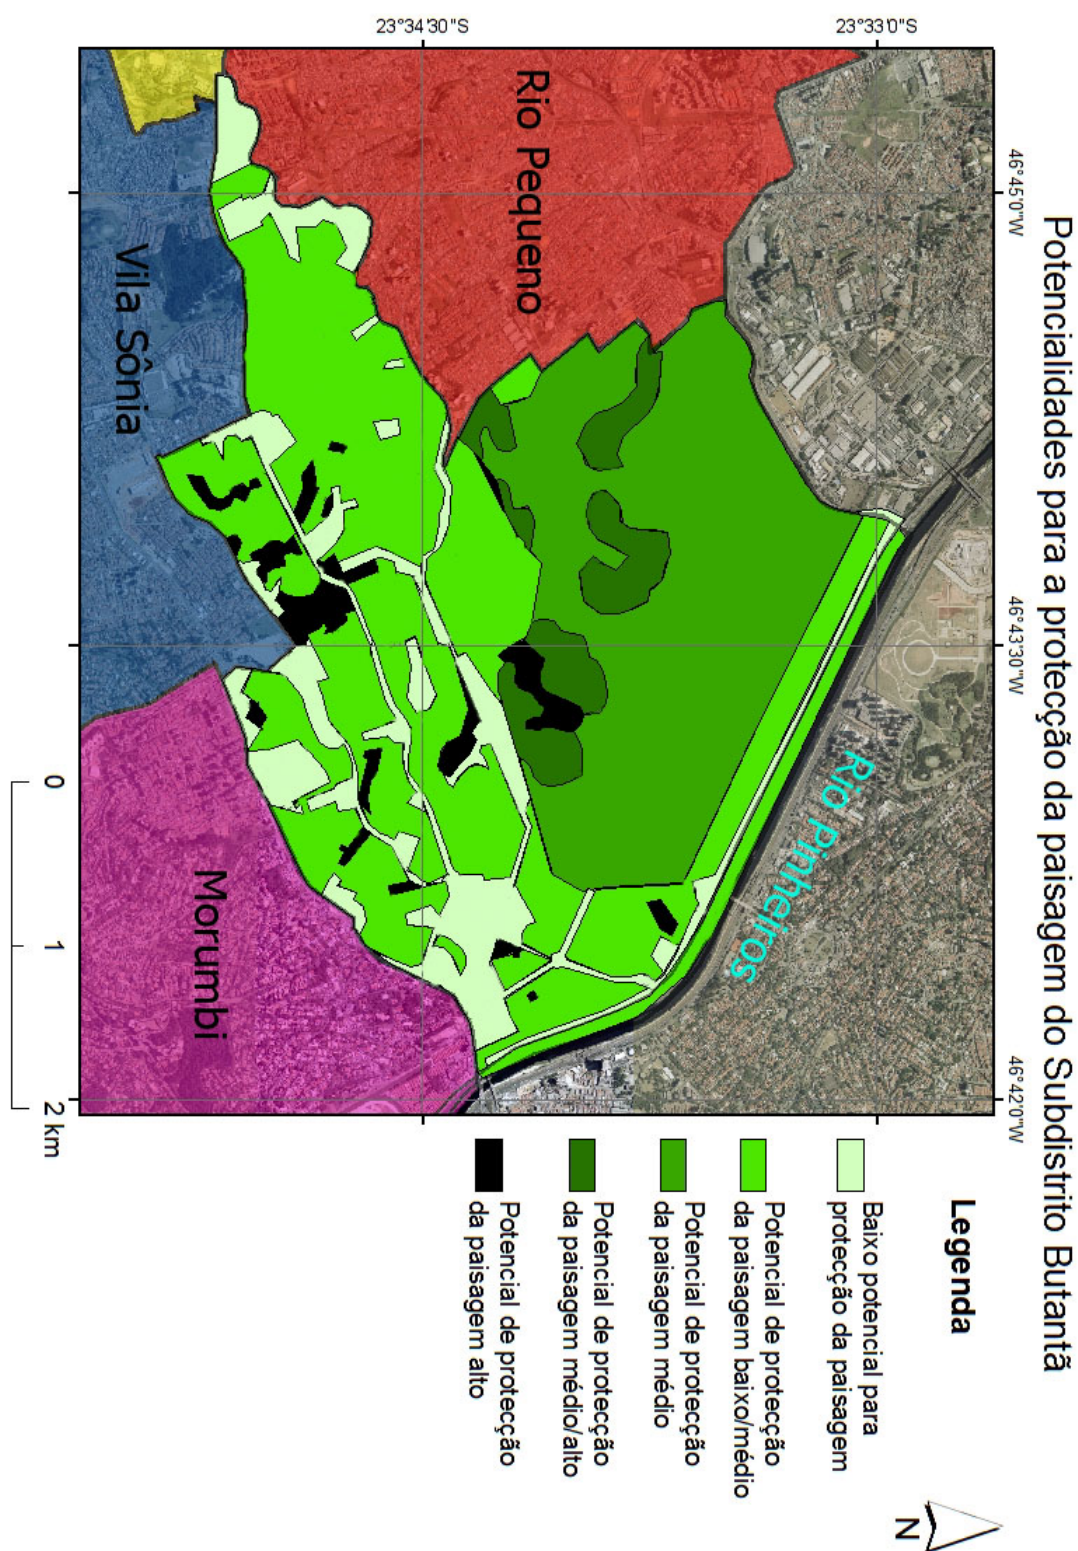 Potencialidades para a protecção da paisagem do Subdistrito Butantã
46°45'0"W
46°43'30"W
46°42'0"W
23°33'0"S
23°34'30"S
Rio Pequeno
Rio Pinheiros
Vila Sônia
Morumbi
Legenda
Baixo potencial para
protecção da paisagem
Potencial de protecção
da paisagem baixo/médio
Potencial de protecção
da paisagem médio
Potencial de protecção
da paisagem médio/alto
Potencial de protecção
da paisagem alto
N
0
1
2 km